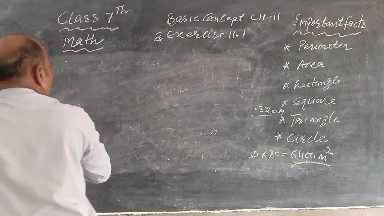 Class 7th
Math
Basic Concept CH-11
& Exercise 11.1
Important facts
* Perimeter
* Area
* Rectangle
* Square
* Triangle
* Circle